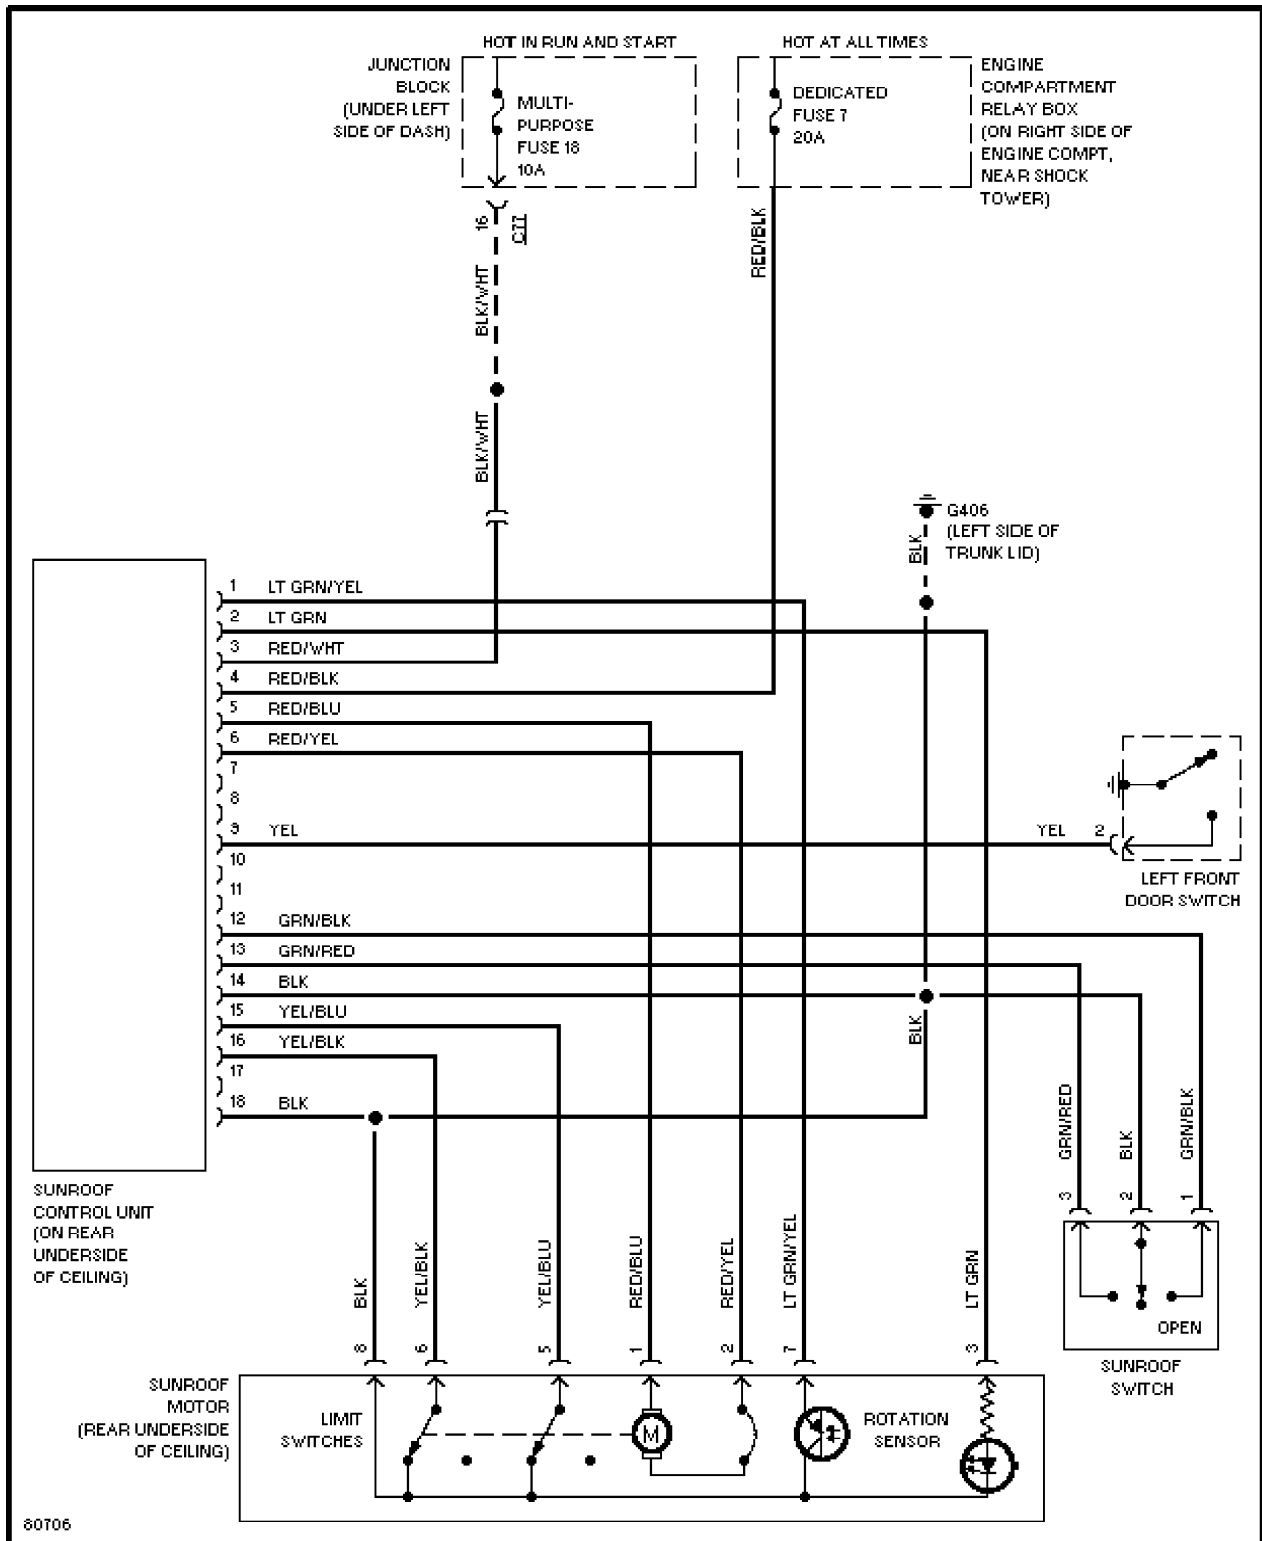 HOT IN RUN AND START
HOT AT ALL TIMES
JUNCTION
BLOCK
(UNDER LEFT
SIDE OF DASH)
MULTI-
PURPOSE
FUSE 18
10A
DEDICATED
FUSE 7
20A
ENGINE
COMPARTMENT
RELAY BOX
(ON RIGHT SIDE OF
ENGINE COMPT,
NEAR SHOCK
TOWER)
16
C77
BLK/WHT
RED/BLK
BLK/WHT
G406
(LEFT SIDE OF
TRUNK LID)
BLK
1 LT GRN/YEL
2 LT GRN
3 RED/WHT
4 RED/BLK
5 RED/BLU
6 RED/YEL
7
8
9 YEL
YEL 2
10
11
12 GRN/BLK
13 GRN/RED
14 BLK
15 YEL/BLU
16 YEL/BLK
17
18 BLK
LEFT FRONT
DOOR SWITCH
BLK
SUNROOF
CONTROL UNIT
(ON REAR
UNDERSIDE
OF CEILING)
GRN/RED
BLK
GRN/BLK
3
2
1
OPEN
SUNROOF
SWITCH
BLK
YEL/BLK
YEL/BLU
RED/BLU
RED/YEL
LT GRN/YEL
LT GRN
8
6
5
1
2
7
3
SUNROOF
MOTOR
(REAR UNDERSIDE
OF CEILING)
LIMIT
SWITCHES
M
ROTATION
SENSOR
80706